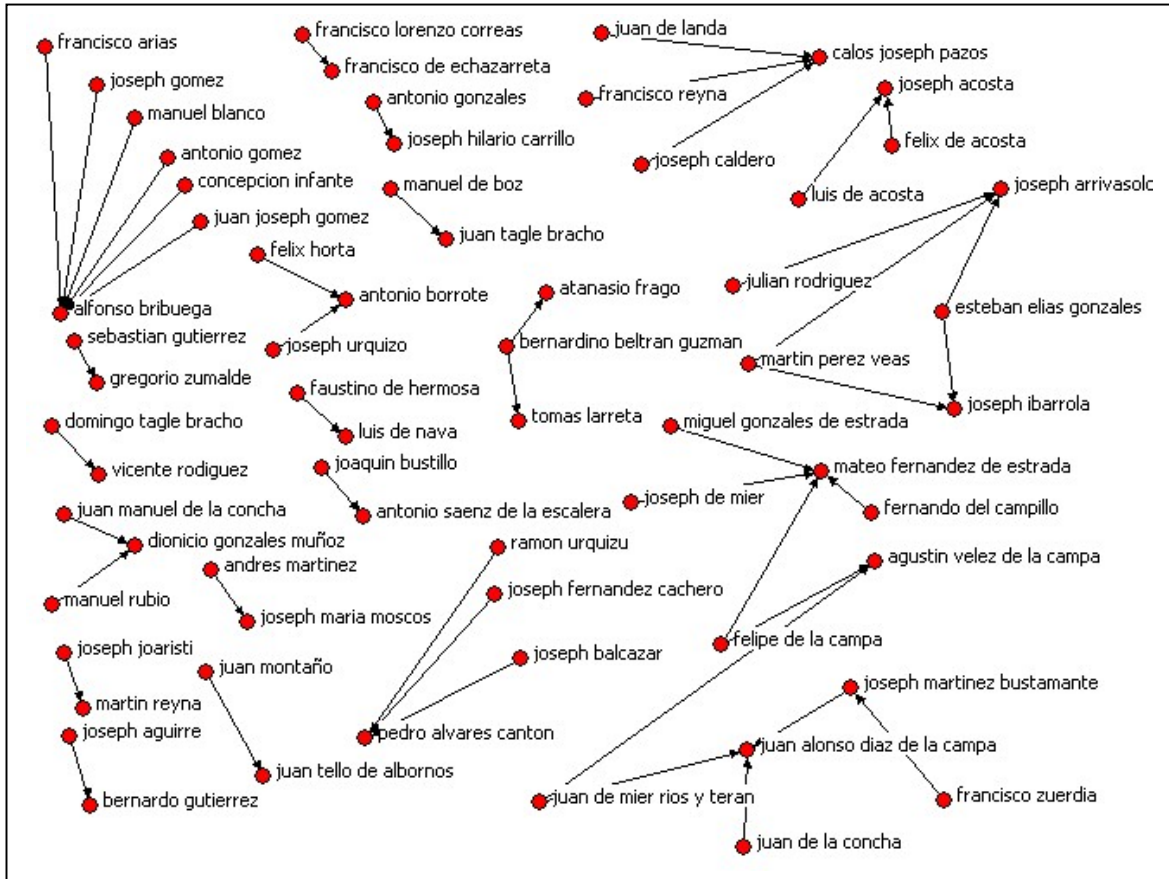 francisco arias
joseph gomez
manuel blanco
antonio gomez
concepcion infante
juan joseph gomez
alfonso bribuega
sebastian gutierrez
gregorio zumalde
domingo tagle bracho
vicente rodiguez
juan manuel de la concha
dionicio gonzales muñoz
manuel rubio
andres martinez
joseph maria moscos
joseph joaristi
martin reyna
joseph aguirre
bernardo gutierrez
juan montaño
juan tello de albornos
francisco lorenzo correas
francisco de echazarreta
antonio gonzales
joseph hilario carrillo
manuel de boz
juan tagle bracho
felix horta
antonio borrote
joseph urquizo
atanasio frago
bernardino beltran guzman
tomas larreta
faustino de hermosa
luis de nava
joaquin bustillo
antonio saenz de la escalera
ramon urquizu
joseph fernandez cachero
joseph balcazar
pedro alvares canton
juan de landa
calos joseph pazos
francisco reyna
joseph caldero
joseph acosta
felix de acosta
luis de acosta
joseph arrivasolo
julian rodriguez
esteban elias gonzales
martin perez veas
joseph ibarrola
miguel gonzales de estrada
mateo fernandez de estrada
joseph de mier
fernando del campillo
agustin velez de la campa
felipe de la campa
joseph martinez bustamante
juan alonso diaz de la campa
juan de mier rios y teran
francisco zuerdia
juan de la concha